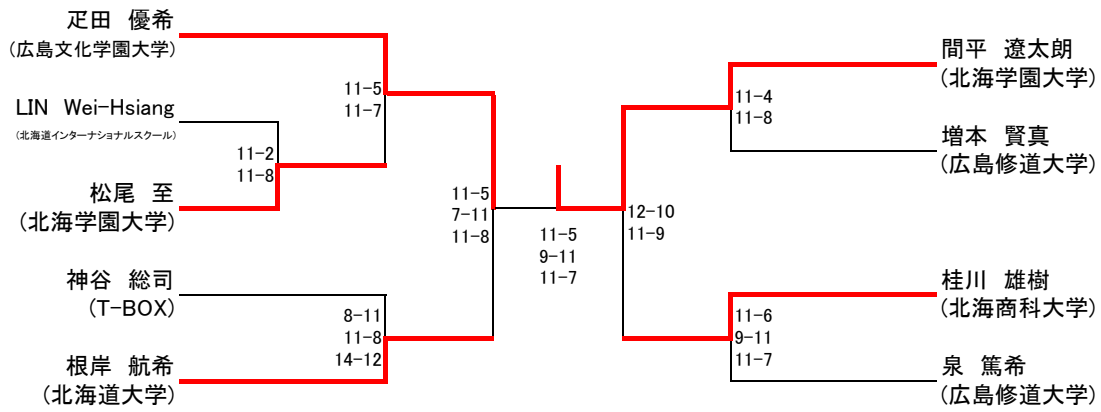 疋田 優希
(広島文化学園大学)
LIN Wei-Hsiang
(北海道インターナショナルスクール)
松尾 至
(北海学園大学)
神谷 総司
(T-BOX)
根岸 航希
(北海道大学)
11-5
11-7
11-2
11-8
8-11
11-8
14-12
11-5
7-11
11-8
11-5
9-11
11-7
12-10
11-9
11-4
11-8
11-6
9-11
11-7
間平 遼太朗
(北海学園大学)
増本 賢真
(広島修道大学)
桂川 雄樹
(北海商科大学)
泉 篤希
(広島修道大学)